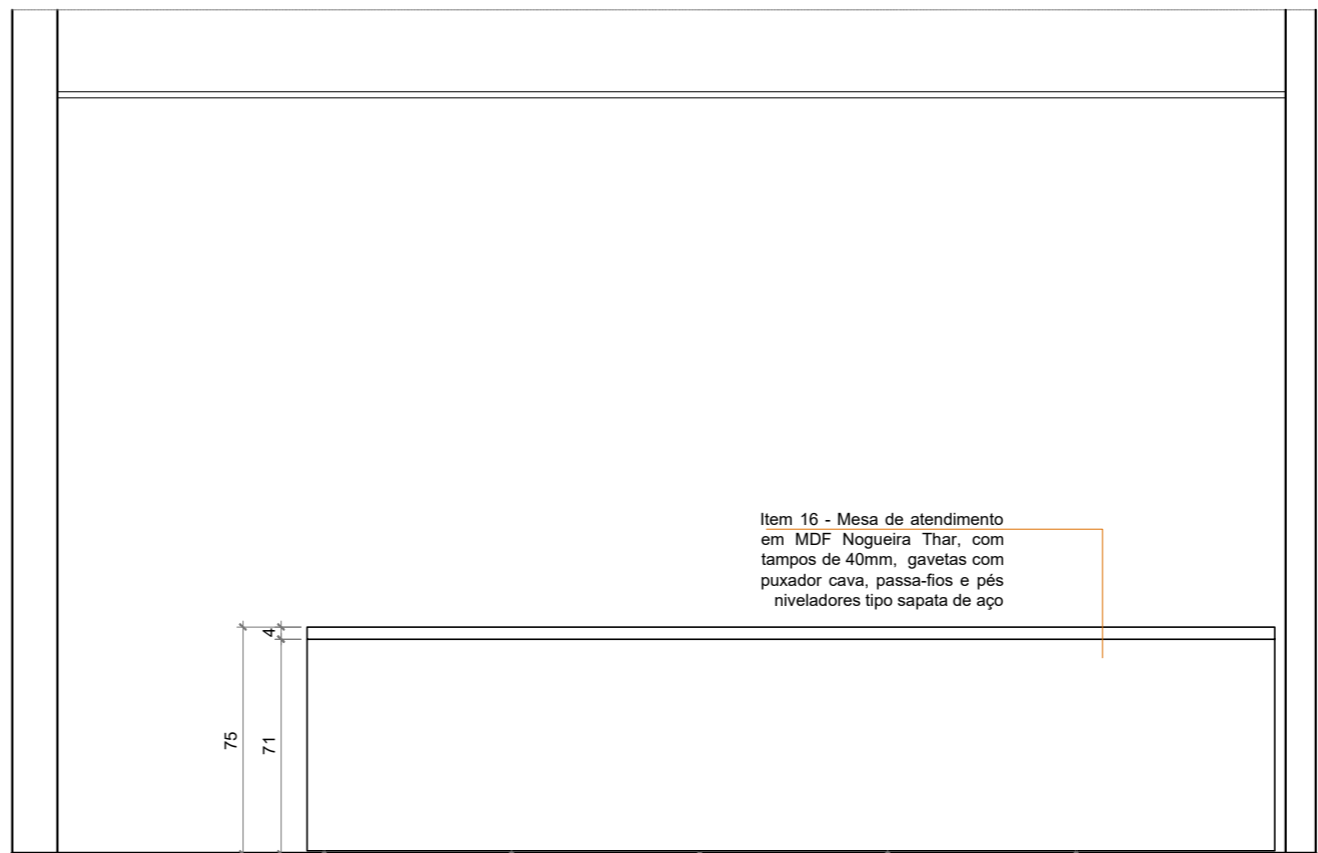 Item 16 - Mesa de atendimento
em MDF Nogueira Thar, com
tampos de 40mm, gavetas com
puxador cava, passa-fios e pés
niveladores tipo sapata de aço
4
75
71